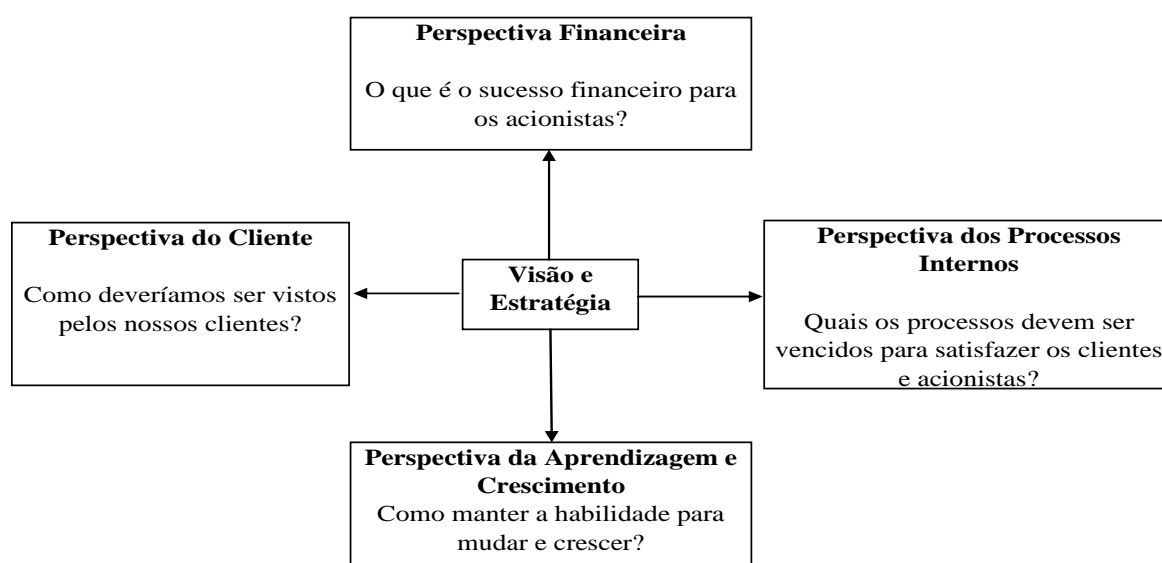 Perspectiva Financeira
O que é o sucesso financeiro para
os acionistas?
Perspectiva do Cliente
Como deveríamos ser vistos
pelos nossos clientes?
Visão e
Estratégia
Perspectiva dos Processos
Internos
Quais os processos devem ser
vencidos para satisfazer os clientes
e acionistas?
Perspectiva da Aprendizagem e
Crescimento
Como manter a habilidade para
mudar e crescer?